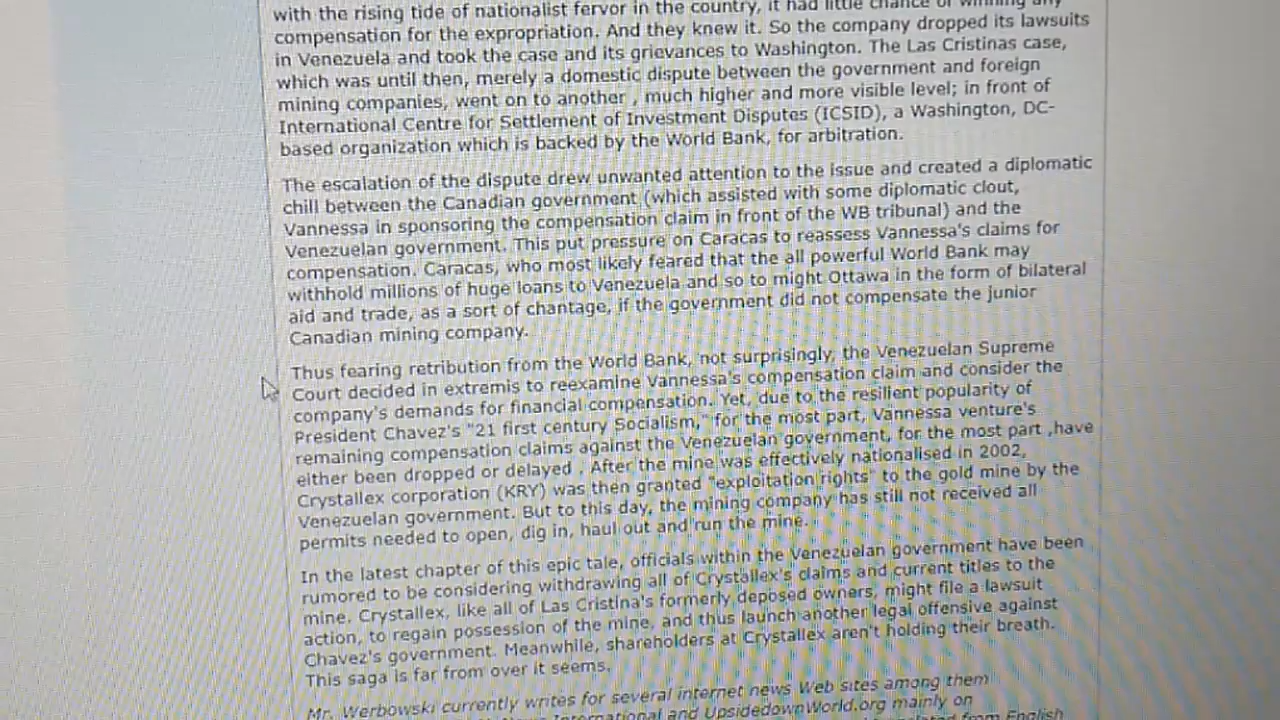 with the rising tide of nationalist fervor in the country, it had little chance of winning any
compensation for the expropriation. And they knew it. So the company dropped its lawsuits
in Venezuela and took the case and its grievances to Washington. The Las Cristinas case,
which was until then, merely a domestic dispute between the government and foreign
mining companies, went on to another , much higher and more visible level; in front of
International Centre for Settlement of Investment Disputes (ICSID), a Washington, DC-
based organization which is backed by the World Bank, for arbitration.
The escalation of the dispute drew unwanted attention to the issue and created a diplomatic
chill between the Canadian government (which assisted with some diplomatic clout,
Vannessa in sponsoring the compensation claim in front of the WB tribunal) and the
Venezuelan government. This put pressure on Caracas to reassess Vannessa's claims for
compensation. Caracas, who most likely feared that the all powerful World Bank may
withhold millions of huge loans to Venezuela and so to might Ottawa in the form of bilateral
aid and trade, as a sort of chantage, if the government did not compensate the junior
Canadian mining company.
Thus fearing retribution from the World Bank, not surprisingly, the Venezuelan Supreme
Court decided in extremis to reexamine Vannessa's compensation claim and consider the
company's demands for financial compensation. Yet, due to the resilient popularity of
President Chavez's "21 first century Socialism," for the most part, Vannessa venture's
remaining compensation claims against the Venezuelan government, for the most part ,have
either been dropped or delayed . After the mine was effectively nationalised in 2002,
Crystallex corporation (KRY) was then granted "exploitation rights" to the gold mine by the
Venezuelan government. But to this day, the mining company has still not received all
permits needed to open, dig in, haul out and run the mine.
In the latest chapter of this epic tale, officials within the Venezuelan government have been
rumored to be considering withdrawing all of Crystallex's claims and current titles to the
mine. Crystallex, like all of Las Cristina's formerly deposed owners, might file a lawsuit
action, to regain possession of the mine, and thus launch another legal offensive against
Chavez's government. Meanwhile, shareholders at Crystallex aren't holding their breath.
This saga is far from over it seems.
Mr. Werbowski currently writes for several internet news Web sites among them
International and UpsidedownWorld.org mainly on
from English